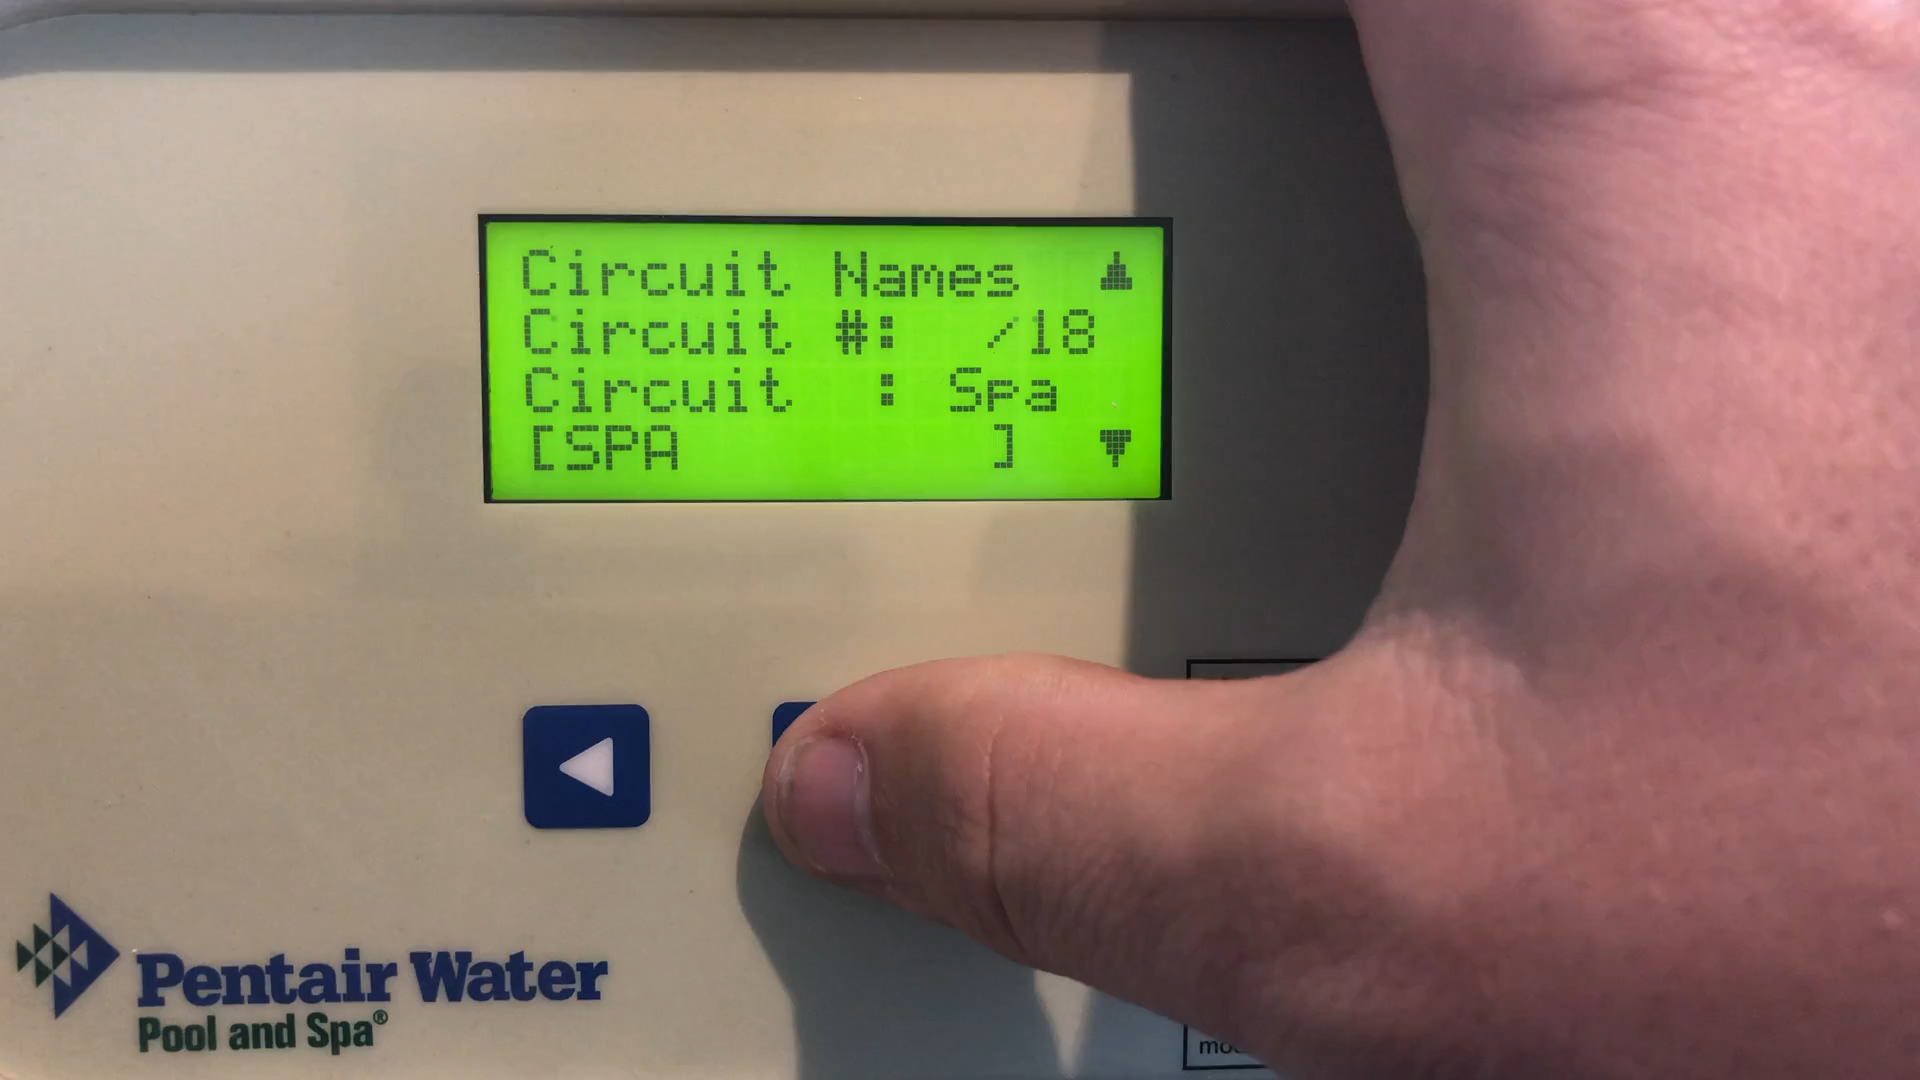 Circuit Names ▲
Circuit #: /18
Circuit : Spa
[SPA ] ▼
Pentair Water
Pool and Spa®